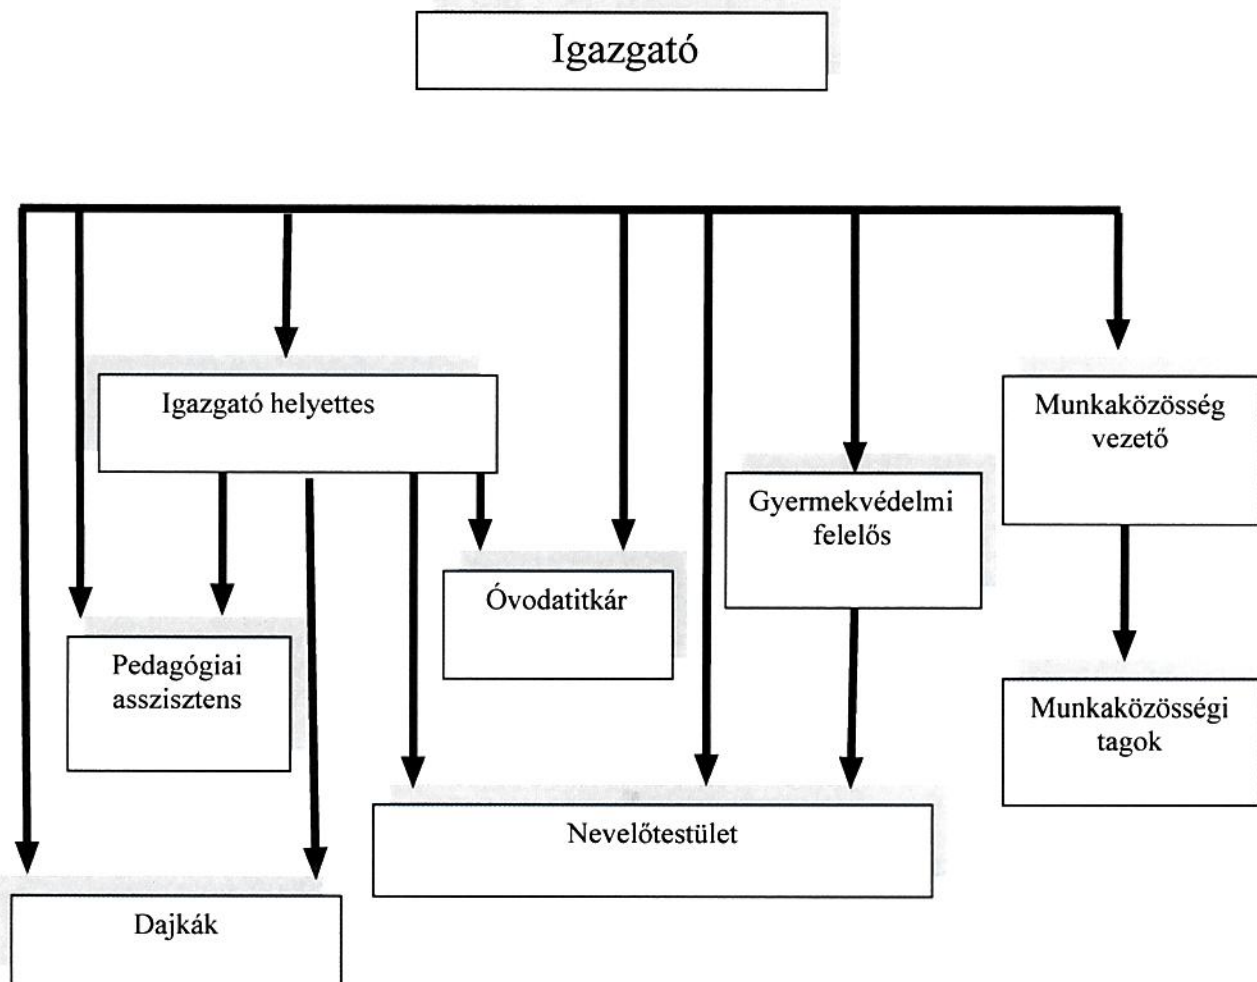 Igazgató
Igazgató helyettes
Munkaközösség
vezető
Gyermekvédelmi
felelős
Óvodatitkár
Pedagógiai
asszisztens
Munkaközösségi
tagok
Nevelőtestület
Dajkák